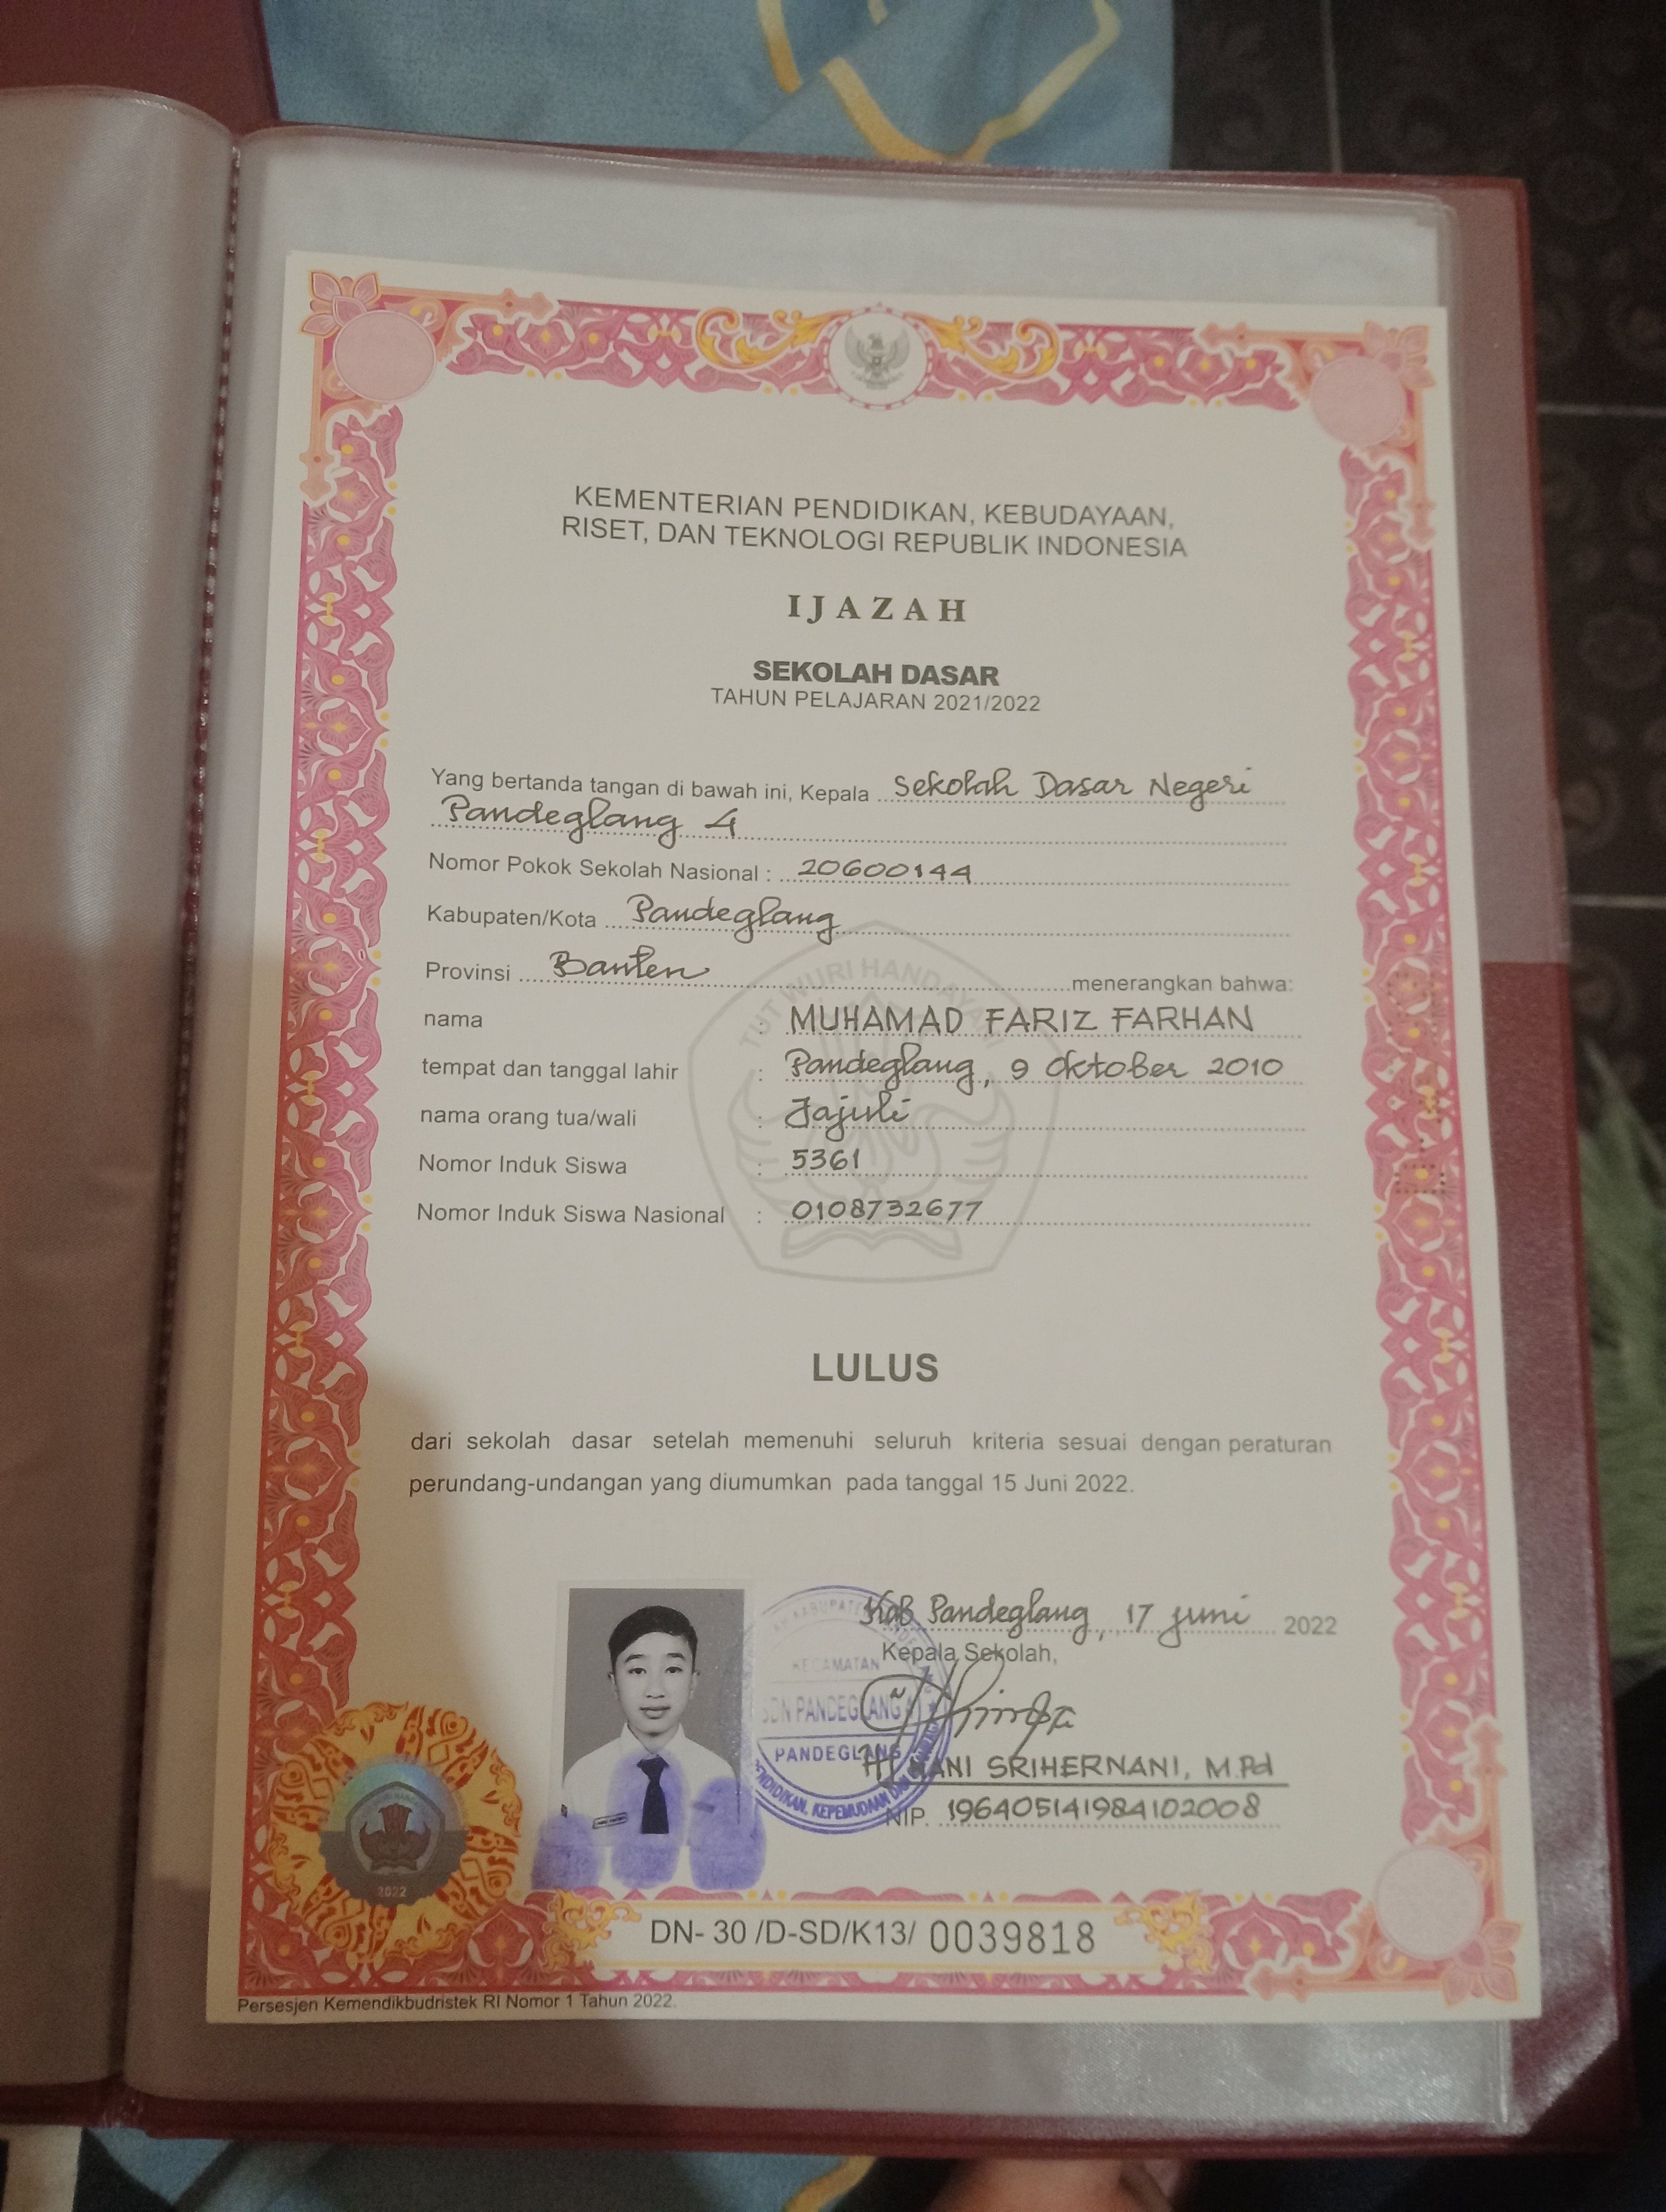 KEMENTERIAN PENDIDIKAN, KEBUDAYAAN,
RISET, DAN TEKNOLOGI REPUBLIK INDONESIA
IJAZAH
SEKOLAH DASAR
TAHUN PELAJARAN 2021/2022
Yang bertanda tangan di bawah ini, Kepala Sekolah Dasar Negeri
Pandeglang 4
Nomor Pokok Sekolah Nasional : 20600144
Kabupaten/Kota Pandeglang
Provinsi Banten menerangkan bahwa:
TUT WURI HANDAYANI
nama : MUHAMAD FARIZ FARHAN
tempat dan tanggal lahir : Pandeglang, 9 Oktober 2010
nama orang tua/wali : Jajuli
Nomor Induk Siswa : 5361
Nomor Induk Siswa Nasional : 0108732677
LULUS
dari sekolah dasar setelah memenuhi seluruh kriteria sesuai dengan peraturan
perundang-undangan yang diumumkan pada tanggal 15 Juni 2022.
Kab Pandeglang, 17 Juni 2022
Kepala Sekolah,
KECAMATAN
SDN PANDEGLANG 4
PANDEGLANG
Hj HANI SRIHERNANI, M.Pd
NIP. 196405141984102008
2022
DN- 30 /D-SD/K13/ 0039818
Persesjen Kemendikbudristek RI Nomor 1 Tahun 2022.